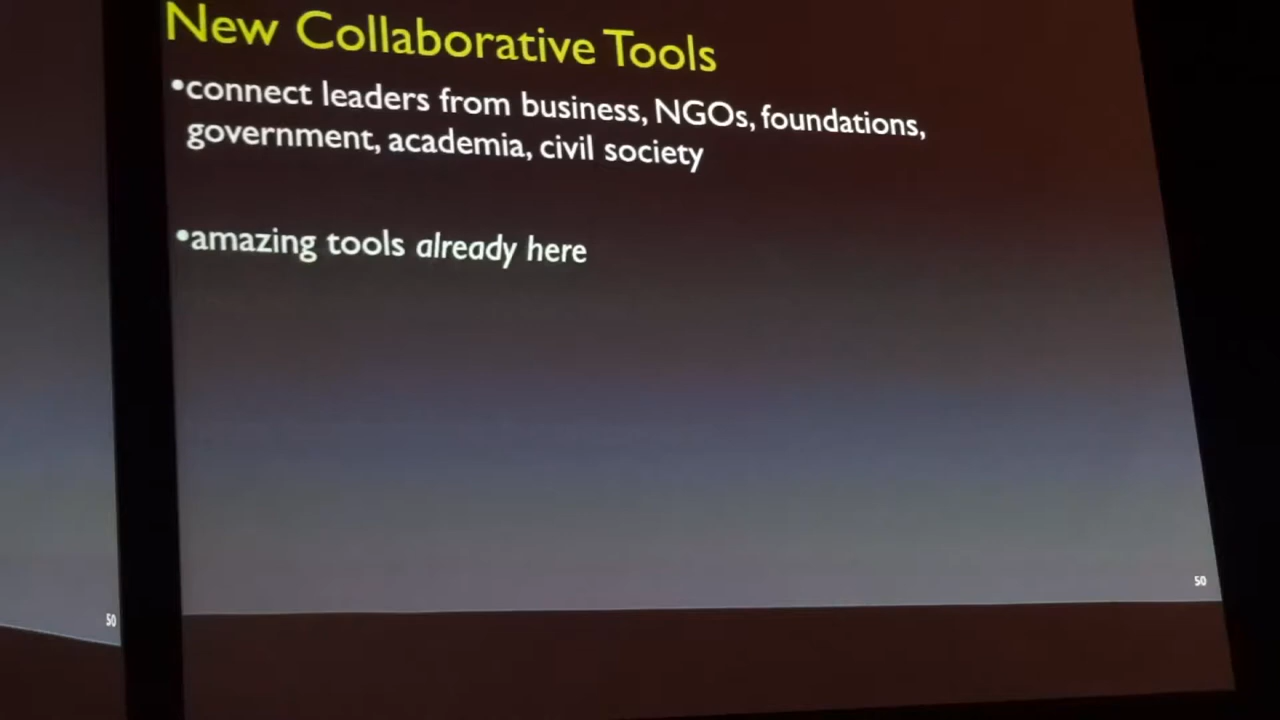 New Collaborative Tools
•connect leaders from business, NGOs, foundations,
government, academia, civil society
•amazing tools already here
50
50